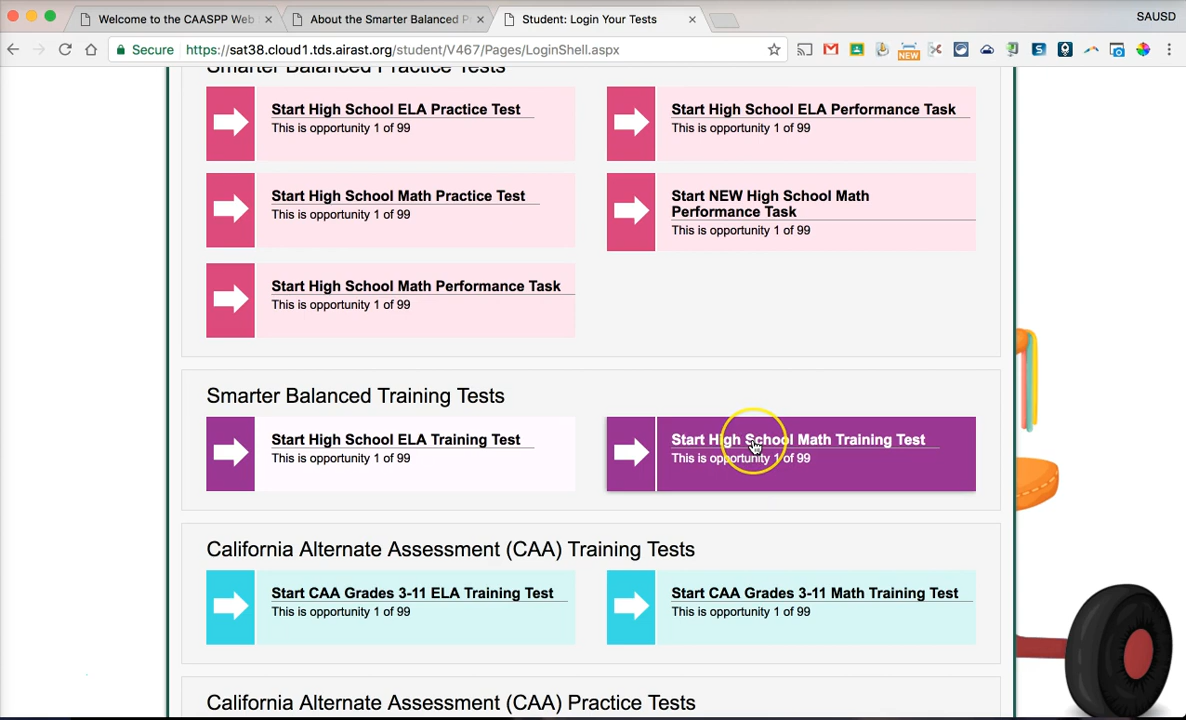 Welcome to the CAASPP Web
About the Smarter Balanced P
Student: Login Your Tests
SAUSD
Secure
https://sat38.cloud1.tds.airast.org/student/V467/Pages/LoginShell.aspx
NEW
Smarter Balanced Practice Tests
Start High School ELA Practice Test
This is opportunity 1 of 99
Start High School ELA Performance Task
This is opportunity 1 of 99
Start High School Math Practice Test
This is opportunity 1 of 99
Start NEW High School Math
Performance Task
This is opportunity 1 of 99
Start High School Math Performance Task
This is opportunity 1 of 99
Smarter Balanced Training Tests
Start High School ELA Training Test
This is opportunity 1 of 99
Start High School Math Training Test
This is opportunity 1 of 99
California Alternate Assessment (CAA) Training Tests
Start CAA Grades 3-11 ELA Training Test
This is opportunity 1 of 99
Start CAA Grades 3-11 Math Training Test
This is opportunity 1 of 99
California Alternate Assessment (CAA) Practice Tests